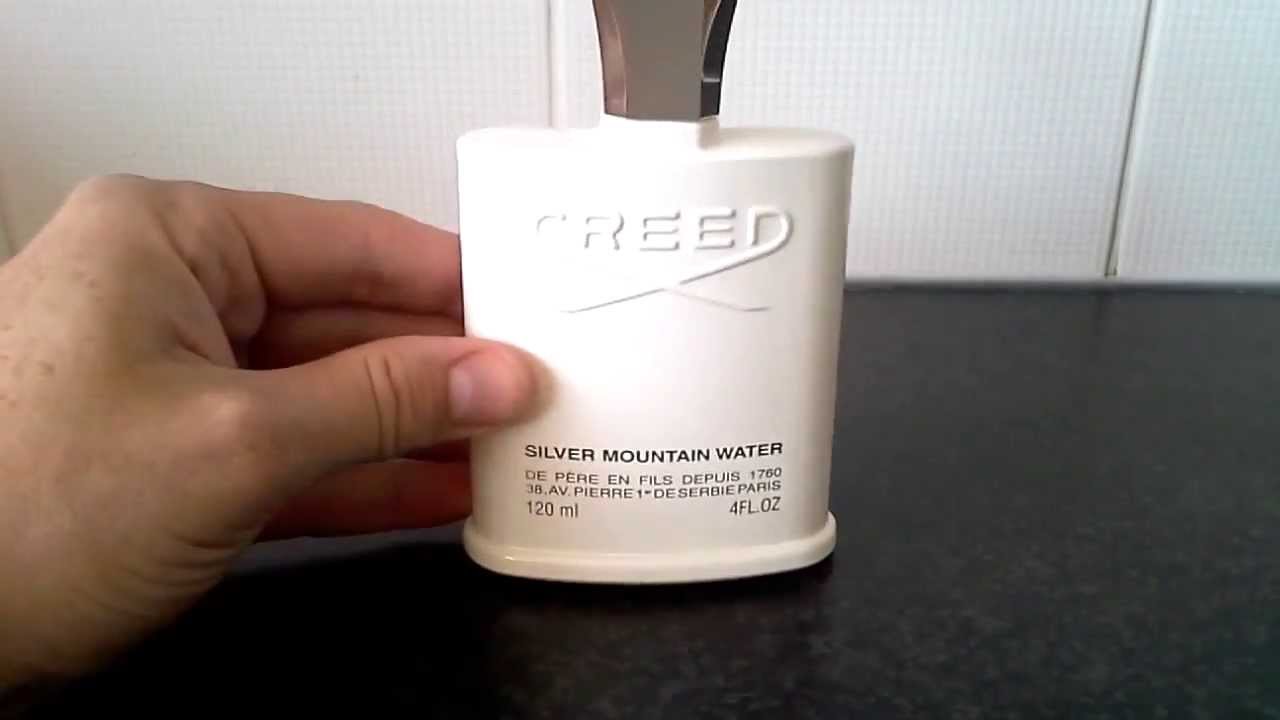 CREED
SILVER MOUNTAIN WATER
DE PÈRE EN FILS DEPUIS 1760
38, AV. PIERRE 1er DE SERBIE PARIS
120 ml 4FL.OZ